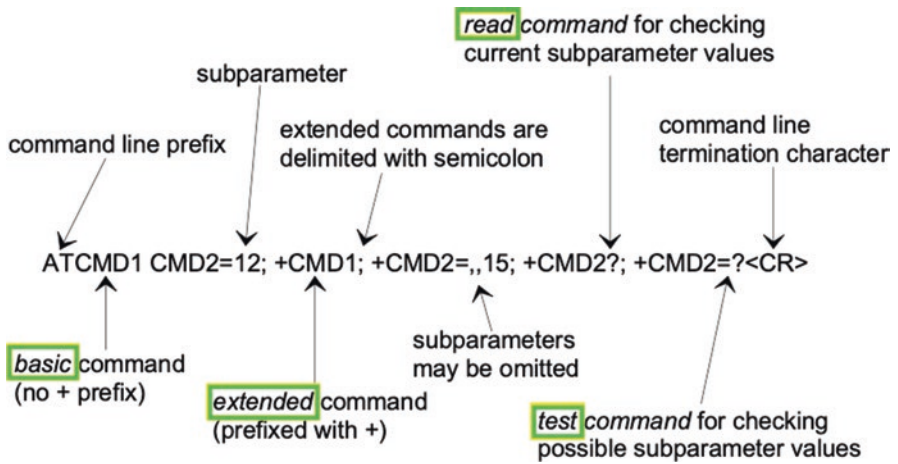 read command for checking
current subparameter values
subparameter
extended commands are
delimited with semicolon
command line
termination character
command line prefix
ATCMD1 CMD2=12; +CMD1; +CMD2=,,15; +CMD2?; +CMD2=?<CR>
basic command
(no + prefix)
extended command
(prefixed with +)
subparameters
may be omitted
test command for checking
possible subparameter values